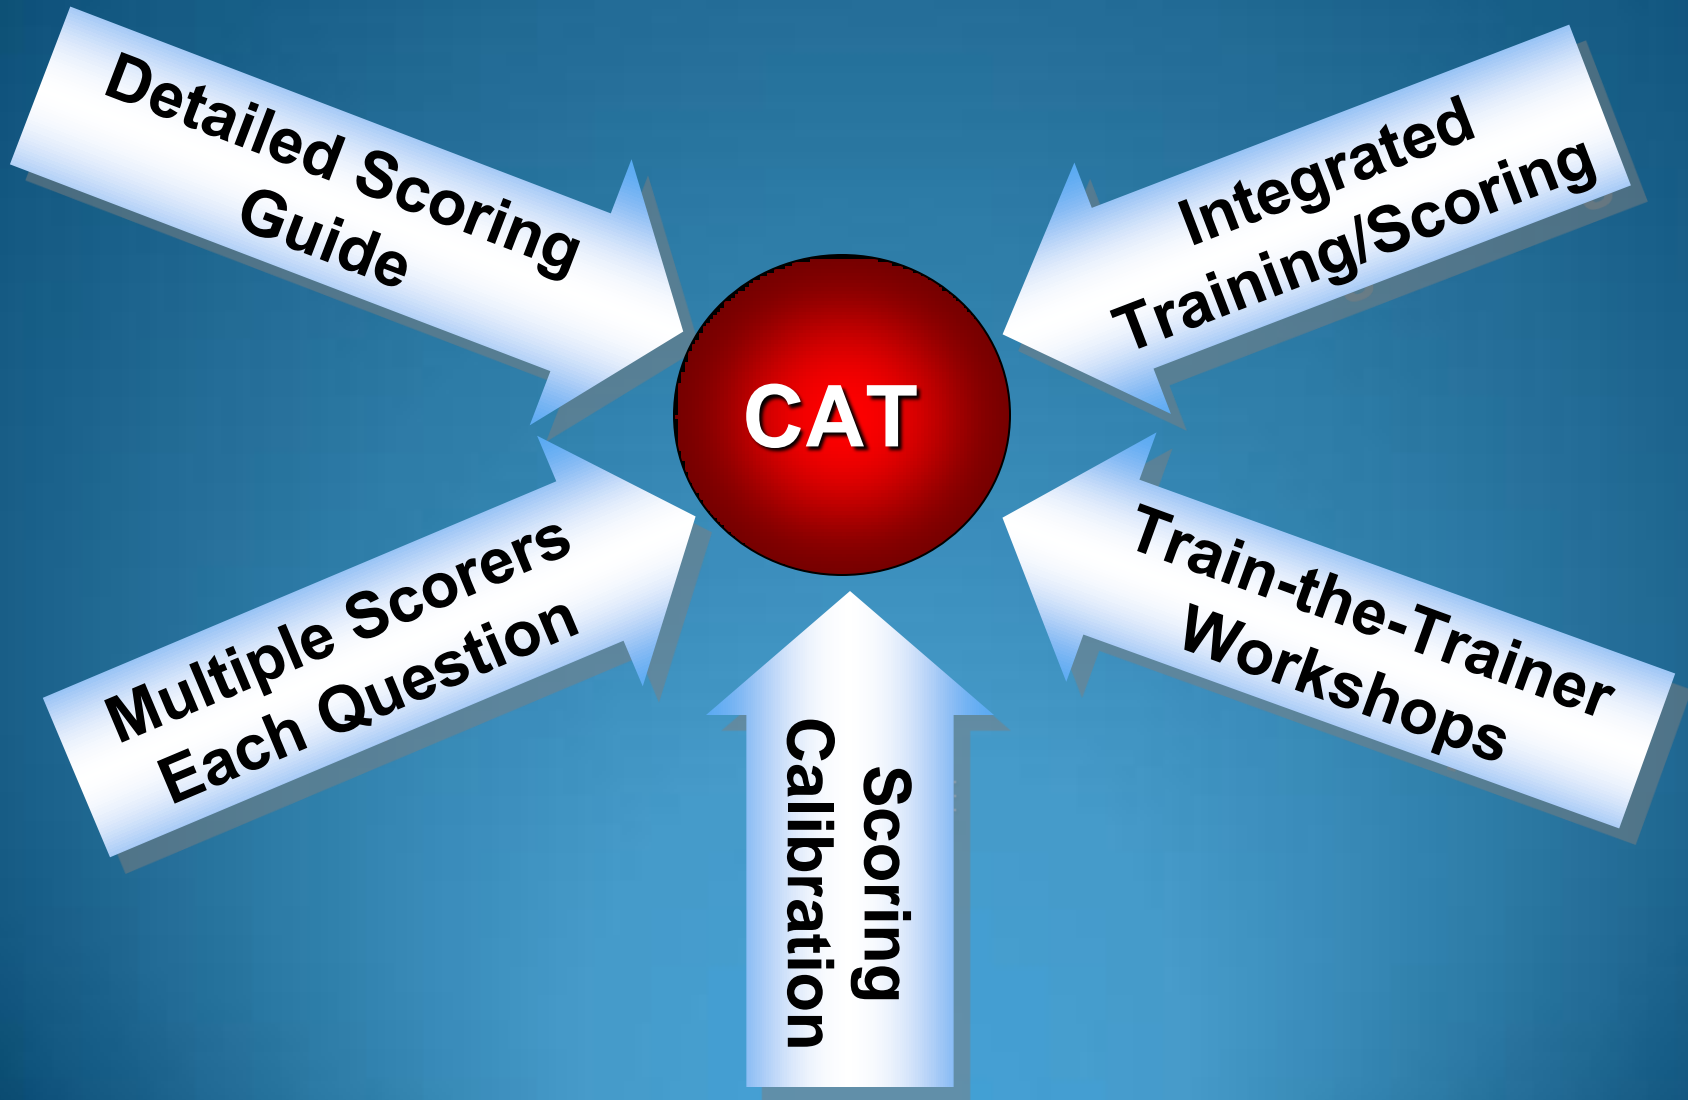 Detailed Scoring
Guide
Integrated
Training/Scoring
CAT
Multiple Scorers
Each Question
Train-the-Trainer
Workshops
Scoring
Calibration